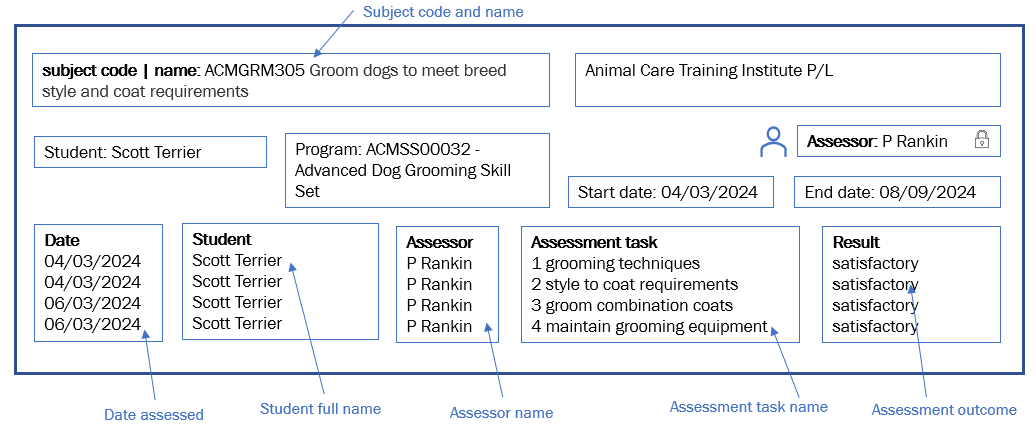 Subject code and name
subject code | name: ACMGRM305 Groom dogs to meet breed
style and coat requirements
Animal Care Training Institute P/L
Student: Scott Terrier
Program: ACMSS00032 -
Advanced Dog Grooming Skill
Set
Assessor: P Rankin
Start date: 04/03/2024
End date: 08/09/2024
Date
04/03/2024
04/03/2024
06/03/2024
06/03/2024
Student
Scott Terrier
Scott Terrier
Scott Terrier
Scott Terrier
Assessor
P Rankin
P Rankin
P Rankin
P Rankin
Assessment task
1 grooming techniques
2 style to coat requirements
3 groom combination coats
4 maintain grooming equipment
Result
satisfactory
satisfactory
satisfactory
satisfactory
Date assessed
Student full name
Assessor name
Assessment task name
Assessment outcome